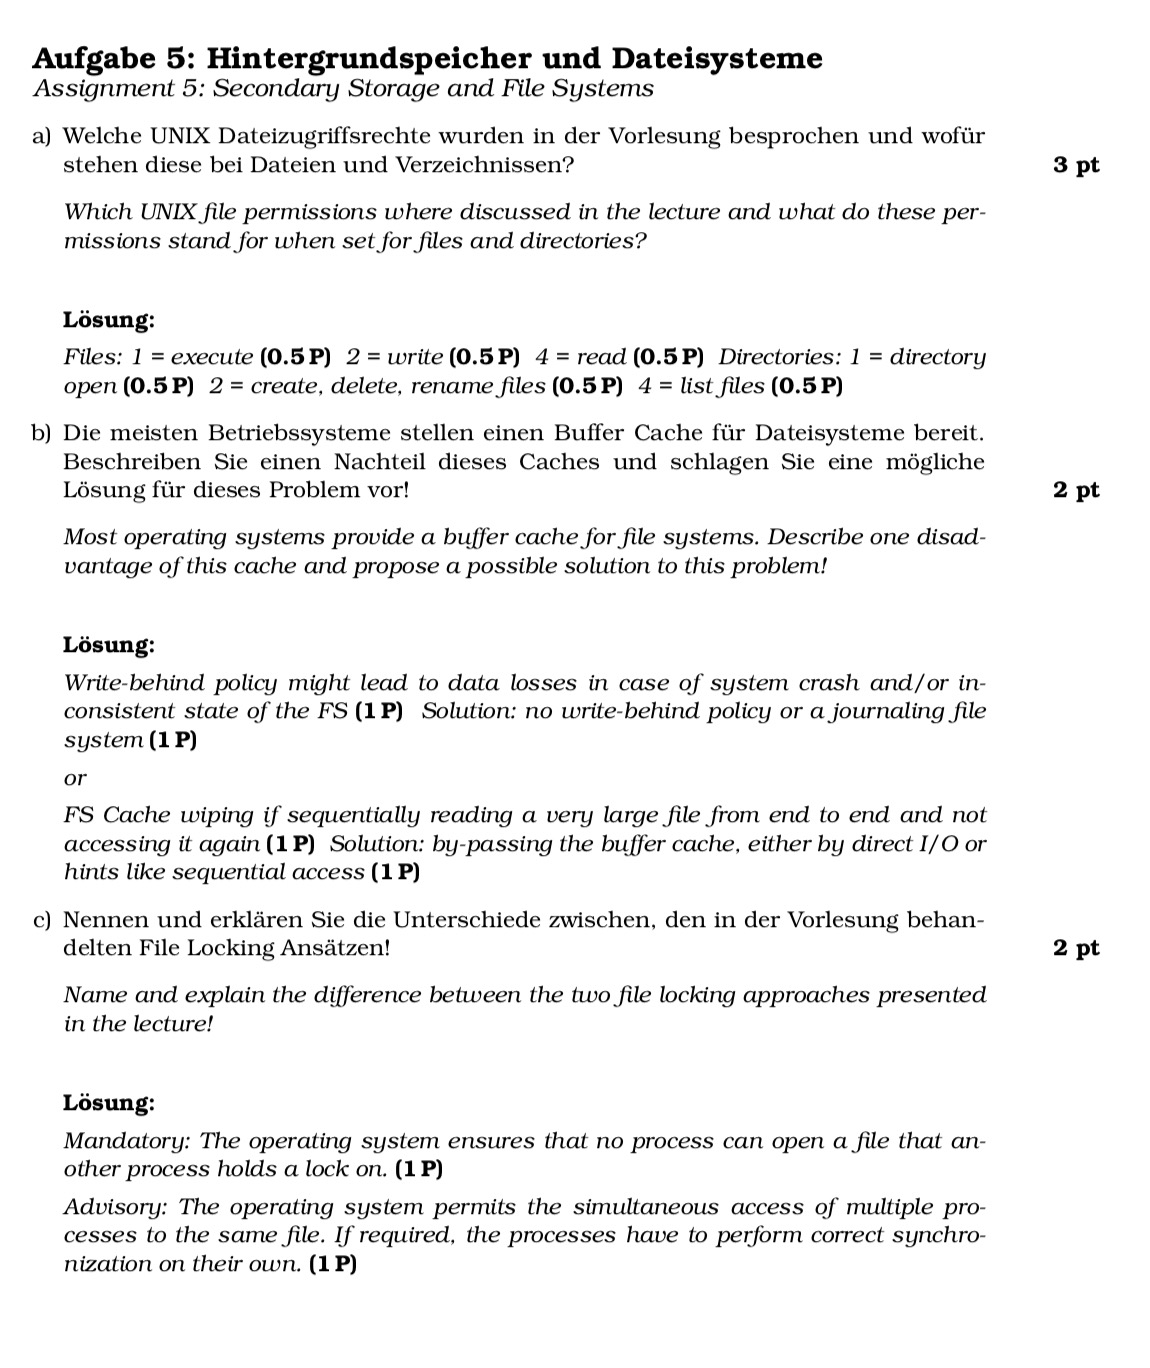 Aufgabe 5: Hintergrundspeicher und Dateisysteme
Assignment 5: Secondary Storage and File Systems
a) Welche UNIX Dateizugriffsrechte wurden in der Vorlesung besprochen und wofür
stehen diese bei Dateien und Verzeichnissen? 3 pt
Which UNIX file permissions where discussed in the lecture and what do these per-
missions stand for when set for files and directories?
Lösung:
Files: 1 = execute (0.5 P) 2 = write (0.5 P) 4 = read (0.5 P) Directories: 1 = directory
open (0.5 P) 2 = create, delete, rename files (0.5 P) 4 = list files (0.5 P)
b) Die meisten Betriebssysteme stellen einen Buffer Cache für Dateisysteme bereit.
Beschreiben Sie einen Nachteil dieses Caches und schlagen Sie eine mögliche
Lösung für dieses Problem vor! 2 pt
Most operating systems provide a buffer cache for file systems. Describe one disad-
vantage of this cache and propose a possible solution to this problem!
Lösung:
Write-behind policy might lead to data losses in case of system crash and/or in-
consistent state of the FS (1 P) Solution: no write-behind policy or a journaling file
system (1 P)
or
FS Cache wiping if sequentially reading a very large file from end to end and not
accessing it again (1 P) Solution: by-passing the buffer cache, either by direct I/O or
hints like sequential access (1 P)
c) Nennen und erklären Sie die Unterschiede zwischen, den in der Vorlesung behan-
delten File Locking Ansätzen! 2 pt
Name and explain the difference between the two file locking approaches presented
in the lecture!
Lösung:
Mandatory: The operating system ensures that no process can open a file that an-
other process holds a lock on. (1 P)
Advisory: The operating system permits the simultaneous access of multiple pro-
cesses to the same file. If required, the processes have to perform correct synchro-
nization on their own. (1 P)